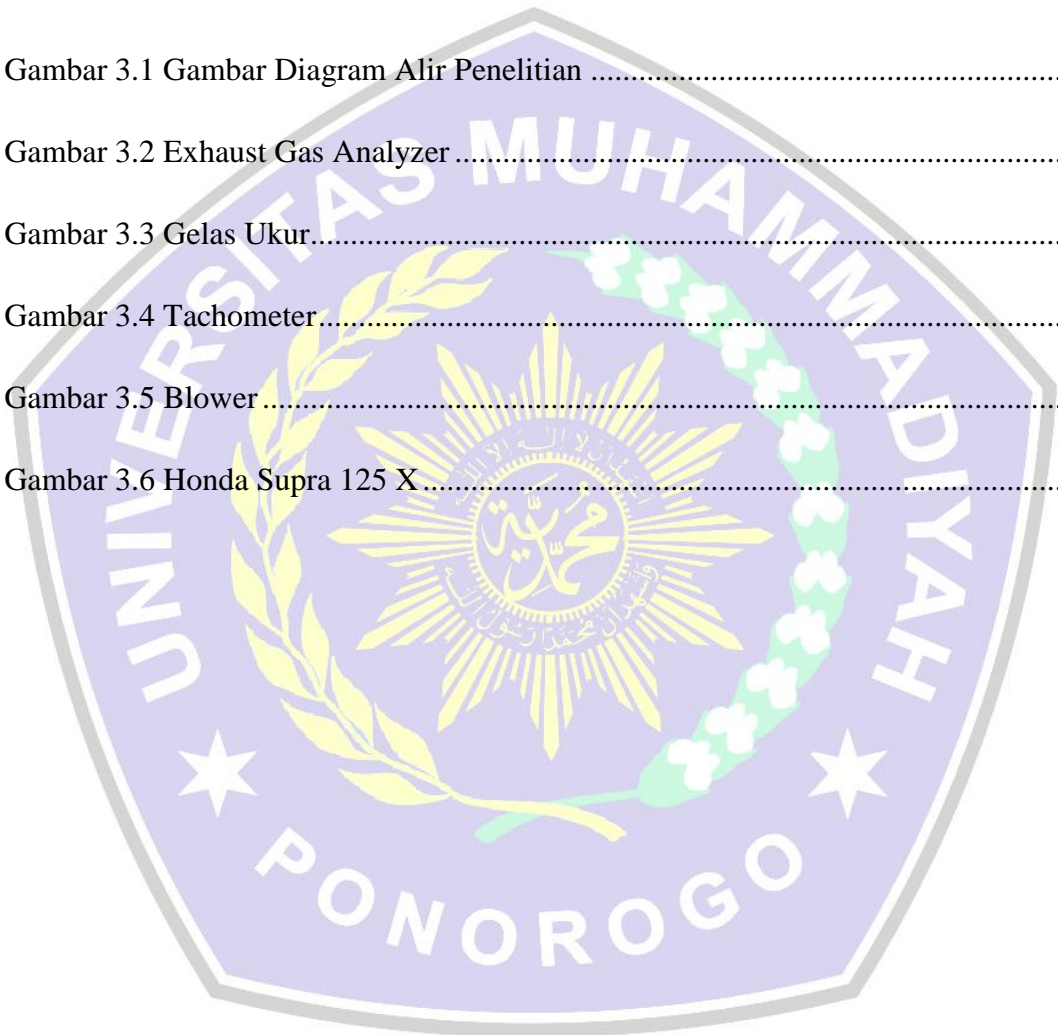 Gambar 3.1 Gambar Diagram Alir Penelitian ..........................................................
Gambar 3.2 Exhaust Gas Analyzer ..........................................................................
Gambar 3.3 Gelas Ukur............................................................................................
Gambar 3.4 Tachometer...........................................................................................
Gambar 3.5 Blower ..................................................................................................
Gambar 3.6 Honda Supra 125 X ..............................................................................
UNIVERSITAS MUHAMMADIYAH
PONOROGO
محمدية